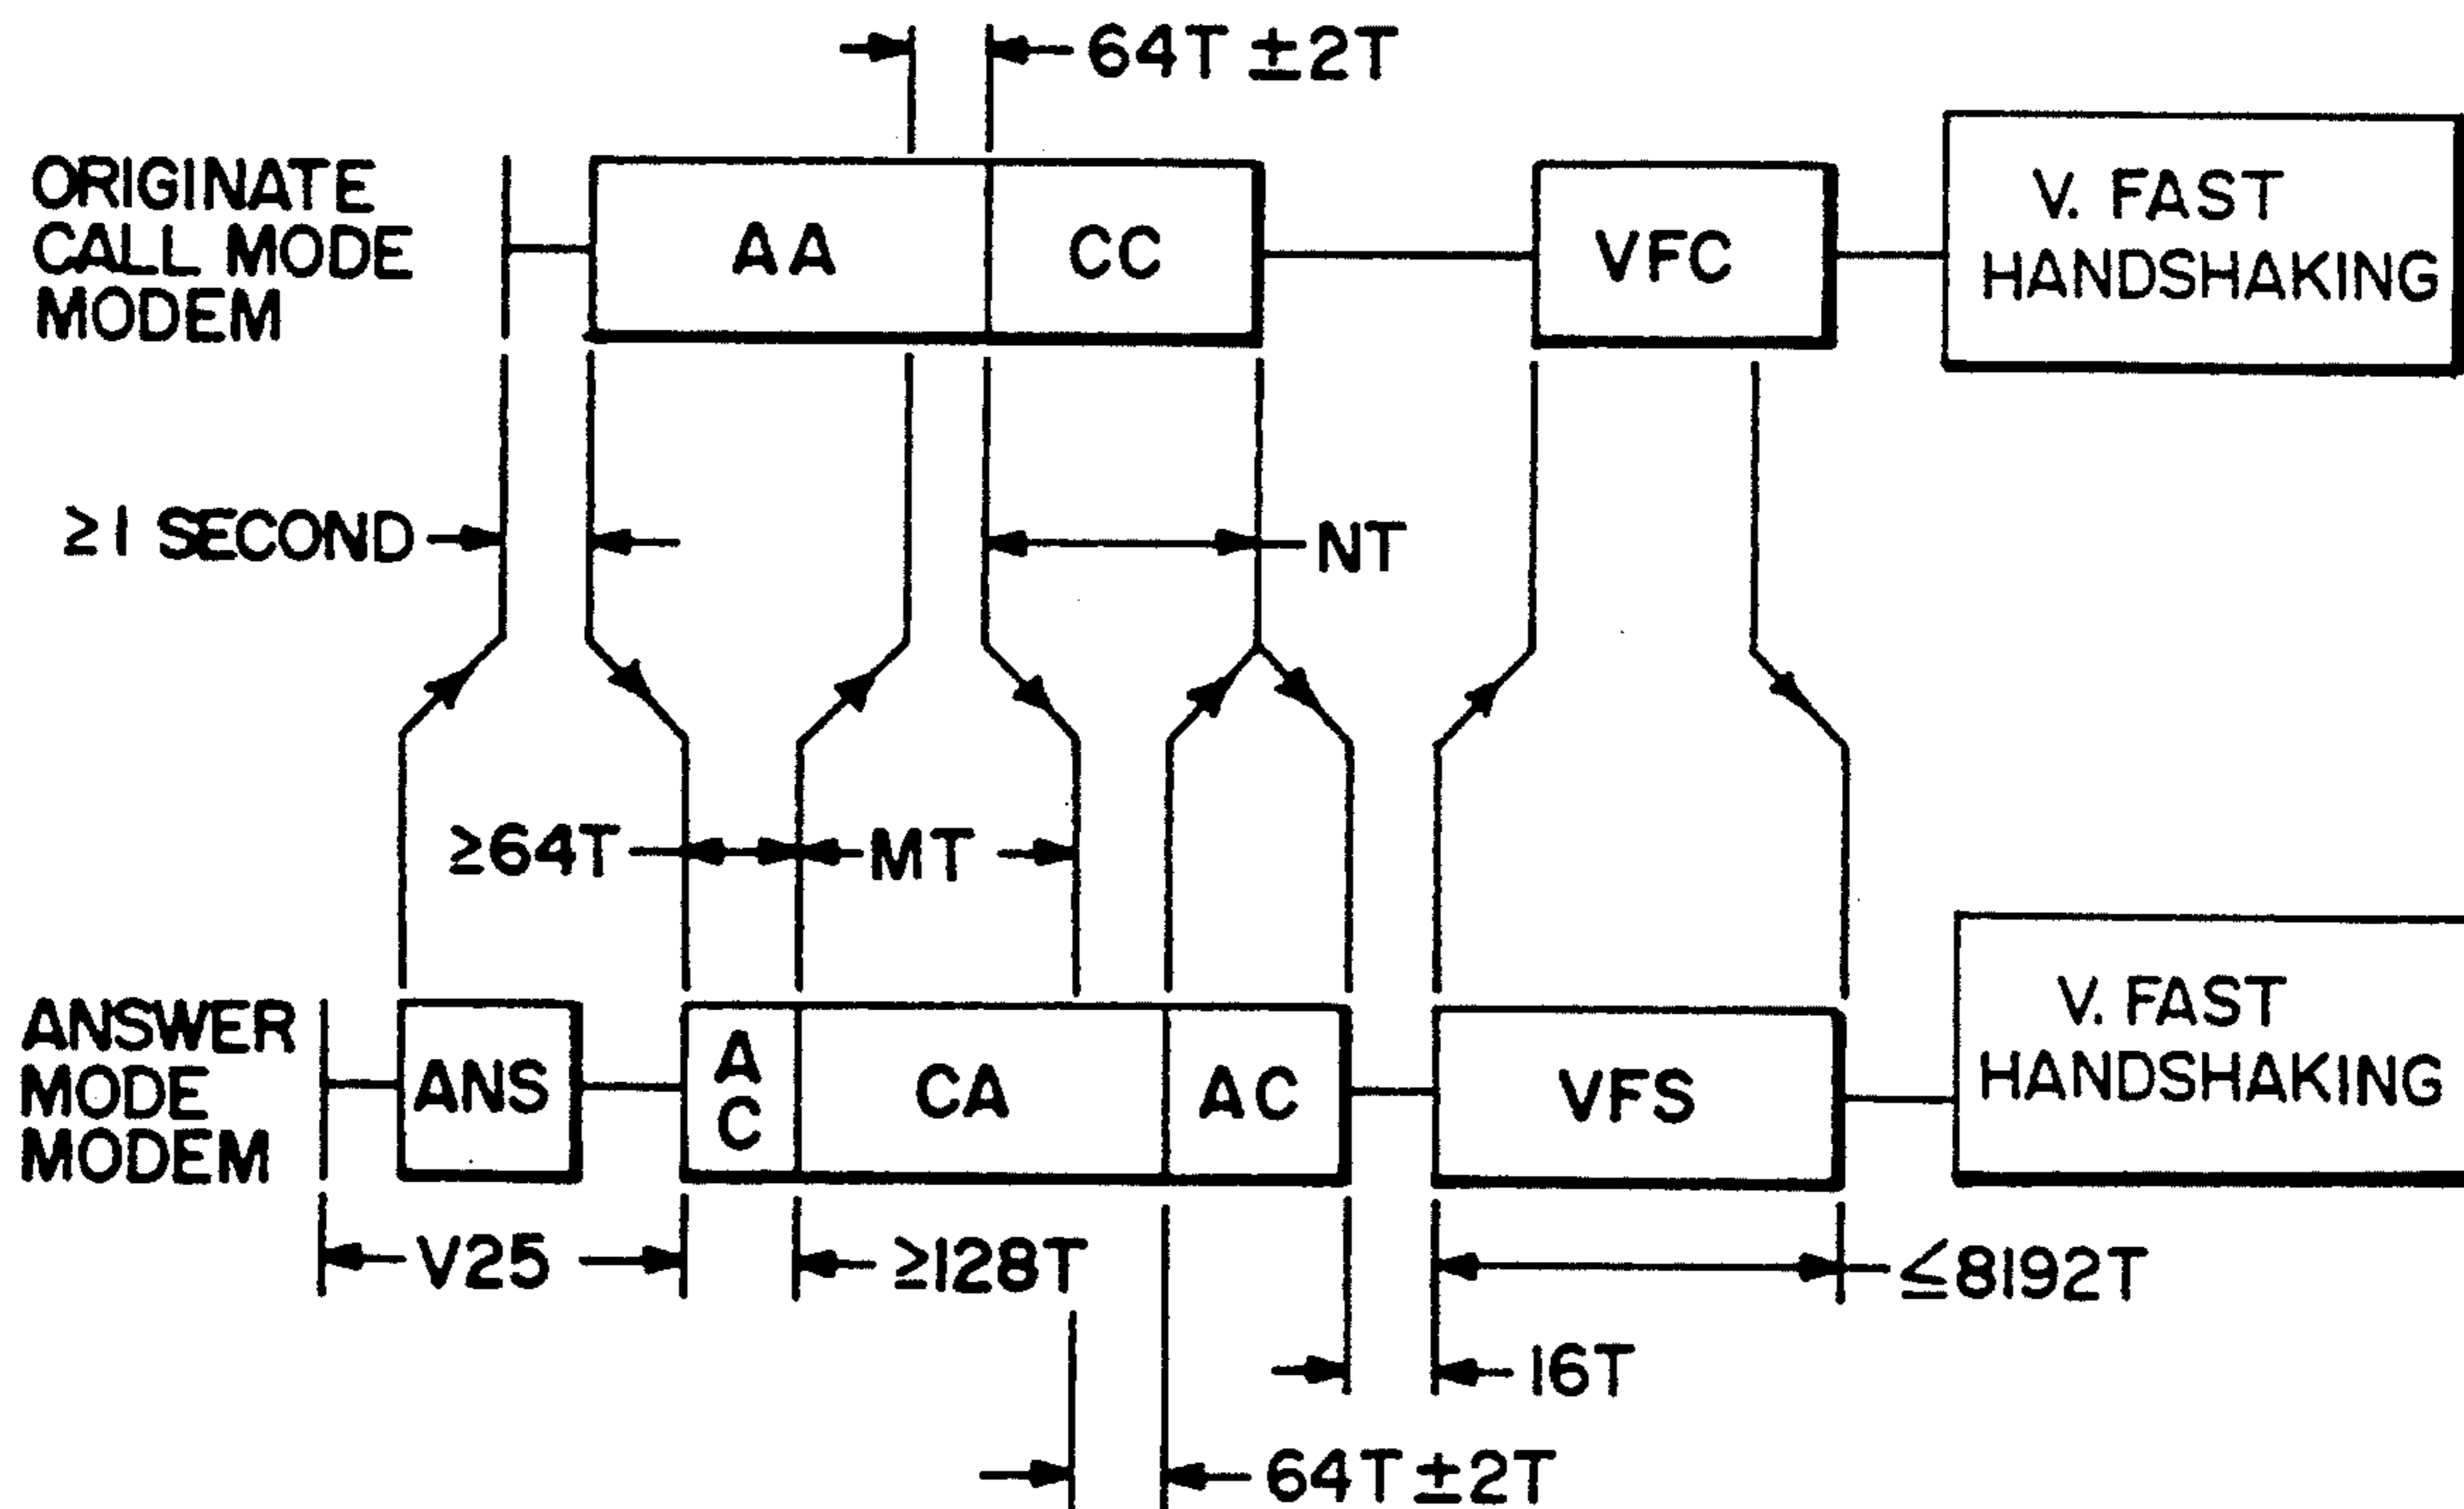 64T ±2T
ORIGINATE
CALL MODE
MODEM
AA
CC
VFC
V. FAST
HANDSHAKING
≥1 SECOND
NT
≥64T
MT
ANSWER
MODE
MODEM
ANS
A
C
CA
AC
VFS
V. FAST
HANDSHAKING
V25
≥128T
≤8192T
16T
64T±2T